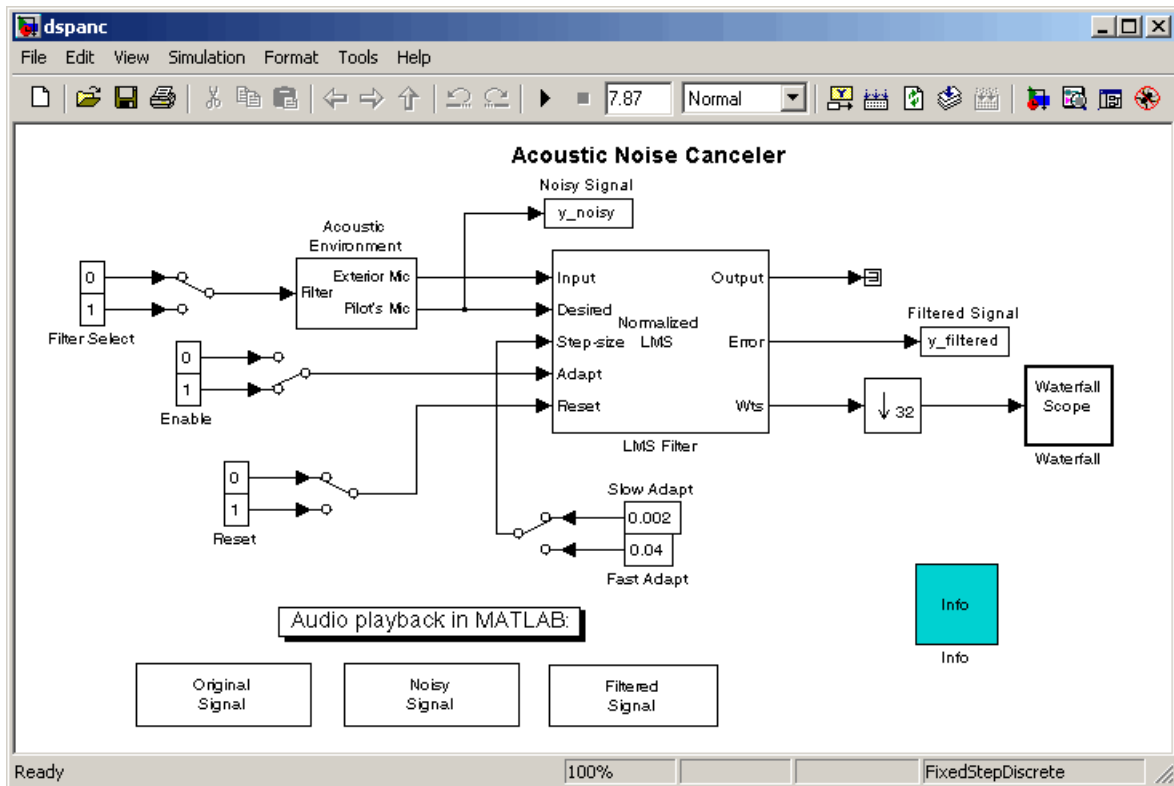 dspanc
File Edit View Simulation Format Tools Help
7.87 Normal
Acoustic Noise Canceler
Noisy Signal
y_noisy
Acoustic
Environment
Filter
Exterior Mic
Pilot's Mic
0
1
Filter Select
0
1
Enable
0
1
Reset
Input
Desired
Step-size
Adapt
Reset
Normalized
LMS
Output
Error
Wts
LMS Filter
Filtered Signal
y_filtered
32
Waterfall
Scope
Waterfall
Slow Adapt
0.002
0.04
Fast Adapt
Info
Info
Audio playback in MATLAB:
Original
Signal
Noisy
Signal
Filtered
Signal
Ready 100% FixedStepDiscrete